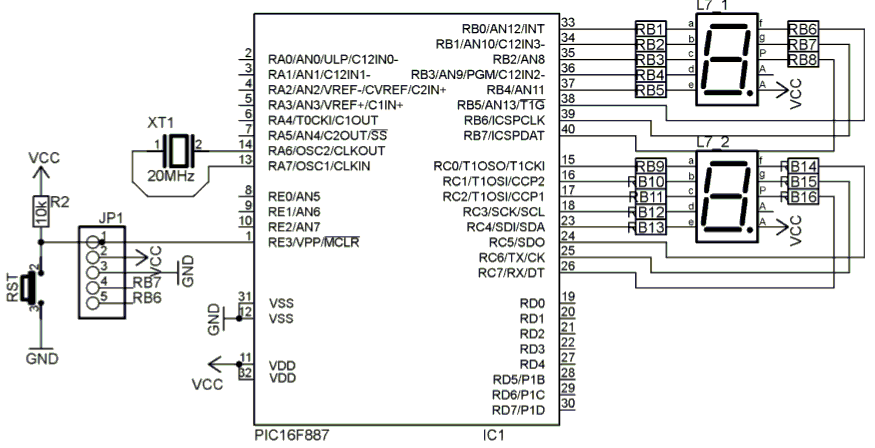 L7_1
33 RB1 a f RB6
RB0/AN12/INT
34 RB2 b g RB7
RB1/AN10/C12IN3-
35 RB3 c P RB8
2 RA0/AN0/ULP/C12IN0- RB2/AN8
36 RB4 d A
3 RA1/AN1/C12IN1- RB3/AN9/PGM/C12IN2-
37 RB5 e A VCC
4 RA2/AN2/VREF-/CVREF/C2IN+ RB4/AN11
38
5 RA3/AN3/VREF+/C1IN+ RB5/AN13/T1G
39
6 RA4/T0CKI/C1OUT RB6/ICSPCLK
40
7 RA5/AN4/C2OUT/SS RB7/ICSPDAT
XT1
1 2
20MHz
L7_2
14 RA6/OSC2/CLKOUT
15 RB9 a f RB14
13 RA7/OSC1/CLKIN RC0/T1OSO/T1CKI
16 RB10 b g RB15
RC1/T1OSI/CCP2
17 RB11 c P RB16
8 RE0/AN5 RC2/T1OSI/CCP1
18 RB12 d A
9 RE1/AN6 RC3/SCK/SCL
23 RB13 e A VCC
10 RE2/AN7 RC4/SDI/SDA
24
1 RE3/VPP/MCLR RC5/SDO
25
RC6/TX/CK
26
RC7/RX/DT
VCC
R2
10k
JP1
1
2 VCC
3 GND
4 RB7
5 RB6
RST
2
3
GND
31 VSS RD0 19
GND
12 VSS RD1 20
RD2 21
RD3 22
11 VDD RD4 27
VCC
32 VDD RD5/P1B 28
RD6/P1C 29
RD7/P1D 30
PIC16F887 IC1